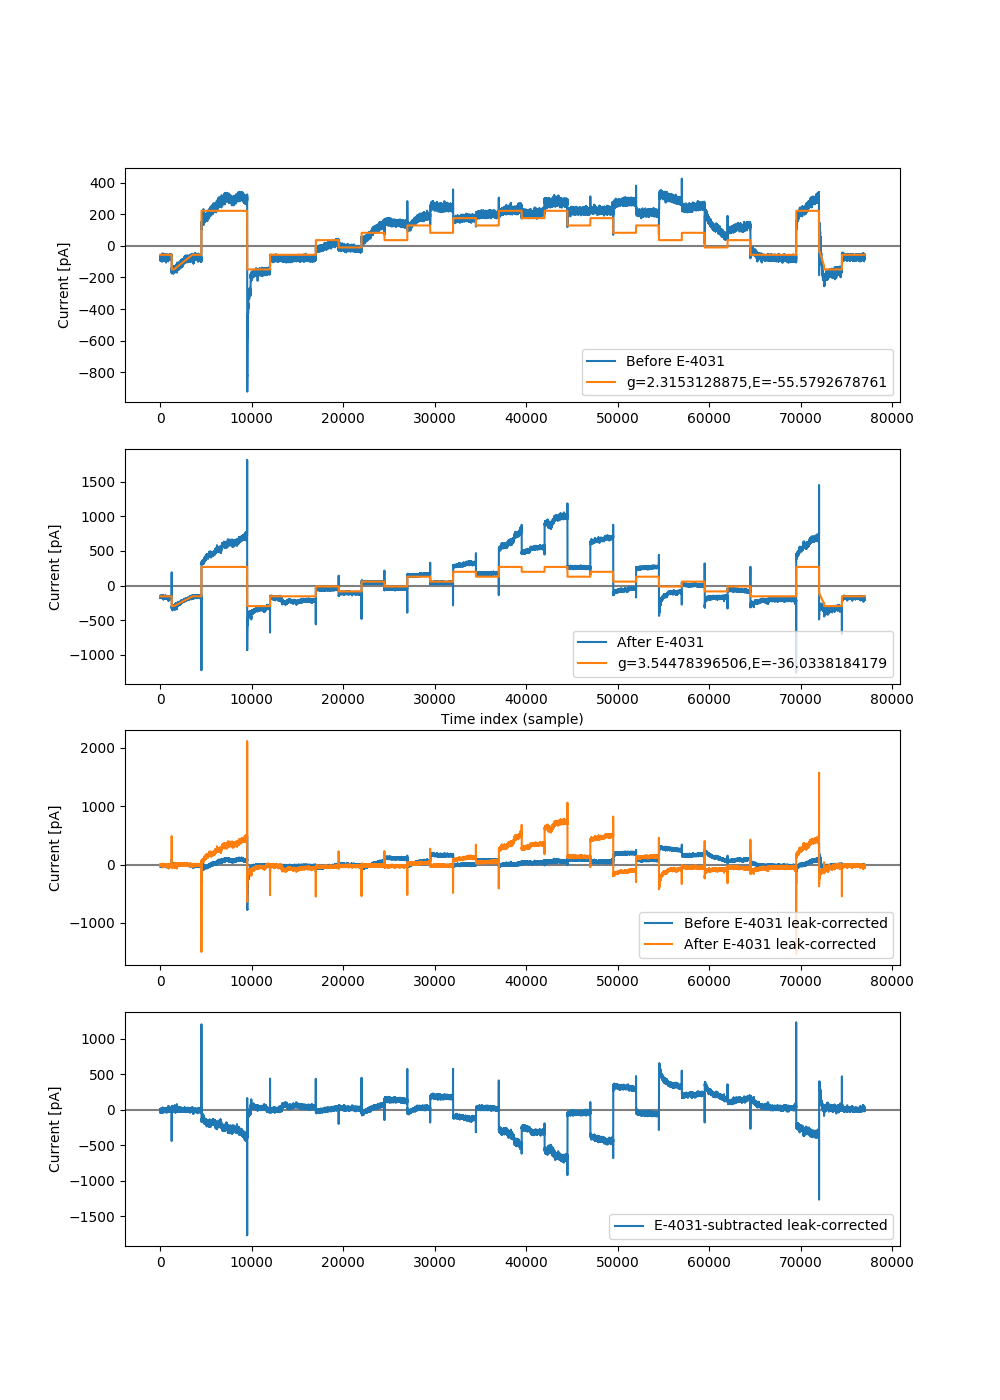 400
200
0
−200
−400
−600
−800
Current [pA]
Before E-4031
g=2.3153128875,E=-55.5792678761
0 10000 20000 30000 40000 50000 60000 70000 80000
1500
1000
500
0
−500
−1000
Current [pA]
After E-4031
g=3.54478396506,E=-36.0338184179
0 10000 20000 30000 40000 50000 60000 70000 80000
Time index (sample)
2000
1000
0
−1000
Current [pA]
Before E-4031 leak-corrected
After E-4031 leak-corrected
0 10000 20000 30000 40000 50000 60000 70000 80000
1000
500
0
−500
−1000
−1500
Current [pA]
E-4031-subtracted leak-corrected
0 10000 20000 30000 40000 50000 60000 70000 80000